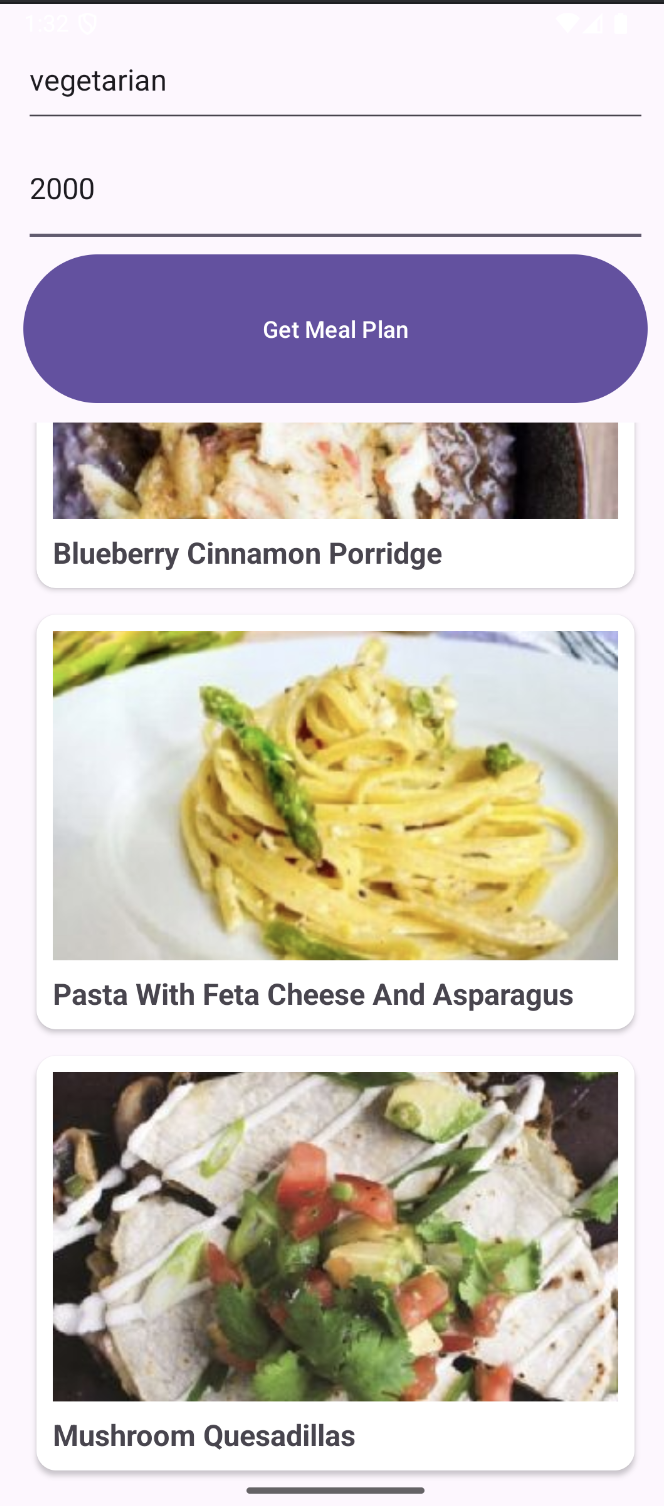 1:32
vegetarian
2000
Get Meal Plan
Blueberry Cinnamon Porridge
Pasta With Feta Cheese And Asparagus
Mushroom Quesadillas